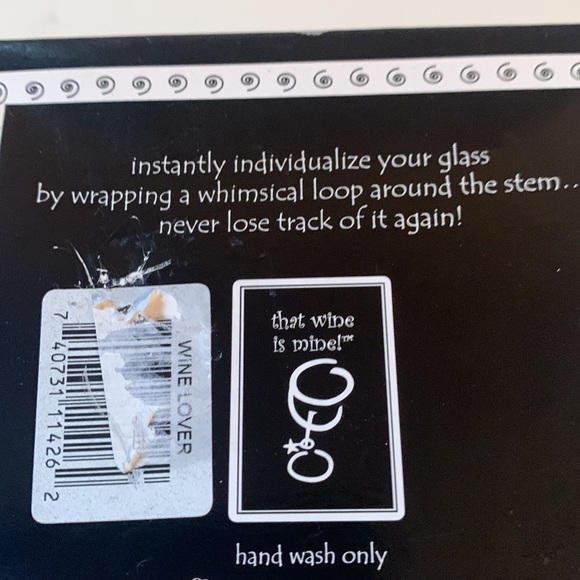 instantly individualize your glass
by wrapping a whimsical loop around the stem..
never lose track of it again!
WINE LOVER
7 40731 11426 2
that wine
is mine!™
hand wash only